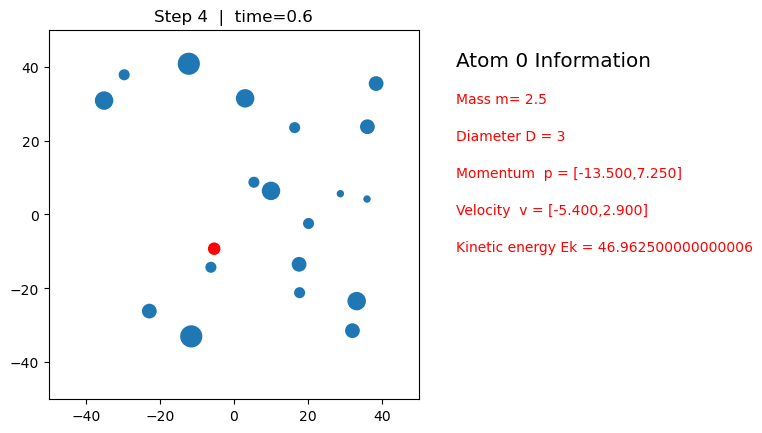 Step 4  |  time=0.6
Atom 0 Information
Mass m= 2.5
Diameter D = 3
Momentum  p = [-13.500,7.250]
Velocity  v = [-5.400,2.900]
Kinetic energy Ek = 46.962500000000006
40
20
0
−20
−40
−40 −20 0 20 40